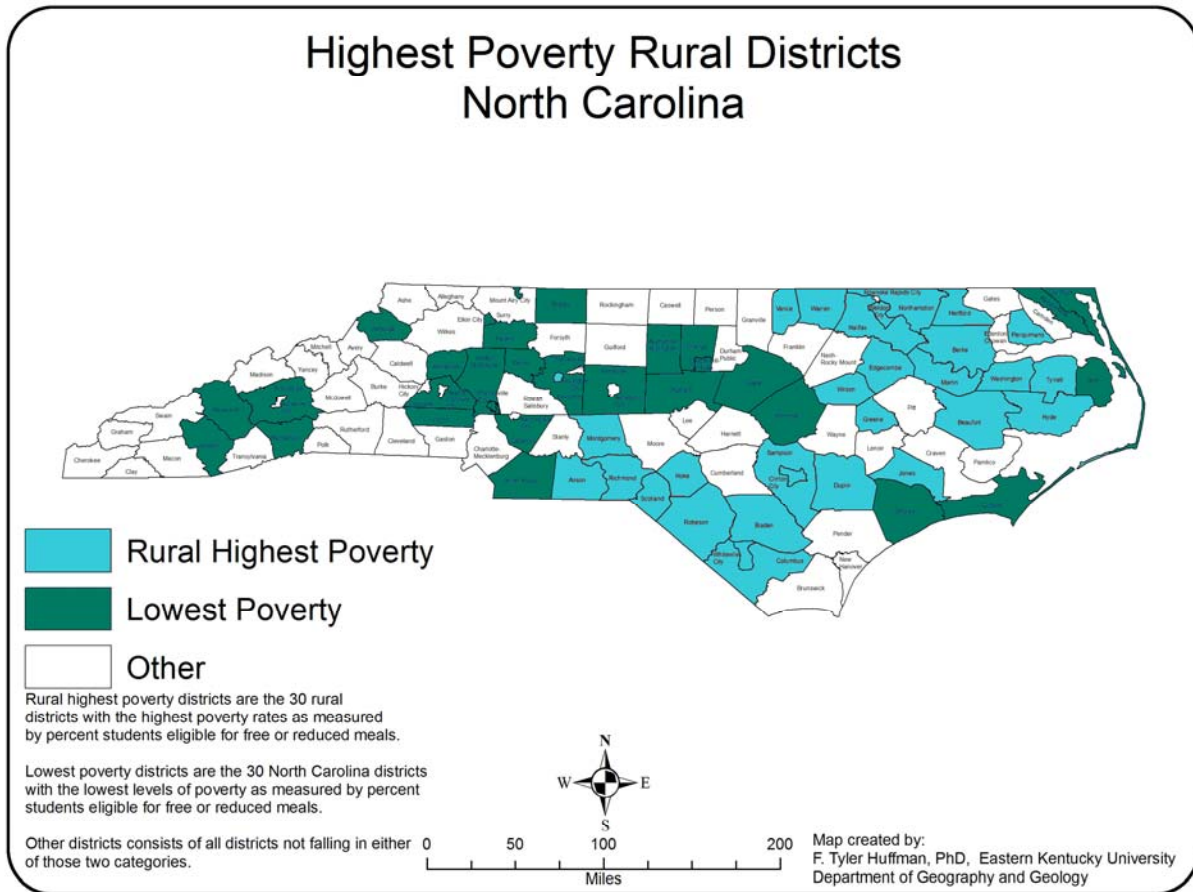 Highest Poverty Rural Districts
North Carolina
Ashe
Alleghany
Mount Airy City
Surry
Elkin City
Wilkes
Rockingham
Caswell
Person
Granville
Vance
Warren
Roanoke Rapids City
Northampton
Halifax
Hertford
Gates
Camden
Edenton
Chowan
Perquimans
Bertie
Forsyth
Guilford
Durham
Public
Franklin
Nash-
Rocky Mount
Edgecombe
Martin
Washington
Tyrrell
Mitchell
Avery
Yancey
Madison
Caldwell
Burke
Hickory
City
McDowell
Rowan
Salisbury
Wilson
Pitt
Greene
Beaufort
Hyde
Swain
Graham
Cherokee
Clay
Macon
Transylvania
Polk
Rutherford
Cleveland
Gaston
Charlotte-
Mecklenburg
Stanly
Montgomery
Moore
Lee
Harnett
Wayne
Lenoir
Craven
Pamlico
Jones
Anson
Richmond
Scotland
Hoke
Cumberland
Sampson
Clinton
City
Duplin
Robeson
Bladen
Whiteville
City
Columbus
Pender
New
Hanover
Brunswick
Rural Highest Poverty
Lowest Poverty
Other
Rural highest poverty districts are the 30 rural
districts with the highest poverty rates as measured
by percent students eligible for free or reduced meals.
Lowest poverty districts are the 30 North Carolina districts
with the lowest levels of poverty as measured by percent
students eligible for free or reduced meals.
Other districts consists of all districts not falling in either
of those two categories.
N
W
E
S
0 50 100 200
Miles
Map created by:
F. Tyler Huffman, PhD, Eastern Kentucky University
Department of Geography and Geology